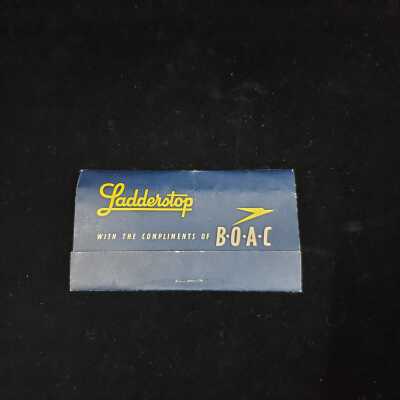 Ladderstop
WITH THE COMPLIMENTS OF B·O·A·C